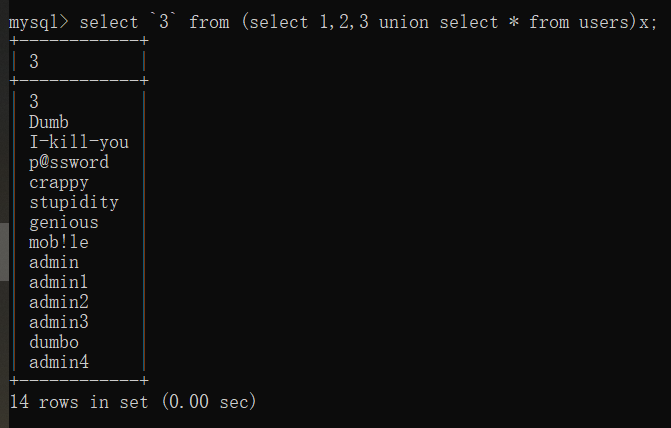 mysql> select `3` from (select 1,2,3 union select * from users)x;
+------------+
| 3          |
+------------+
| 3          |
| Dumb       |
| I-kill-you |
| p@ssword   |
| crappy     |
| stupidity  |
| genious    |
| mob!le     |
| admin      |
| admin1     |
| admin2     |
| admin3     |
| dumbo      |
| admin4     |
+------------+
14 rows in set (0.00 sec)